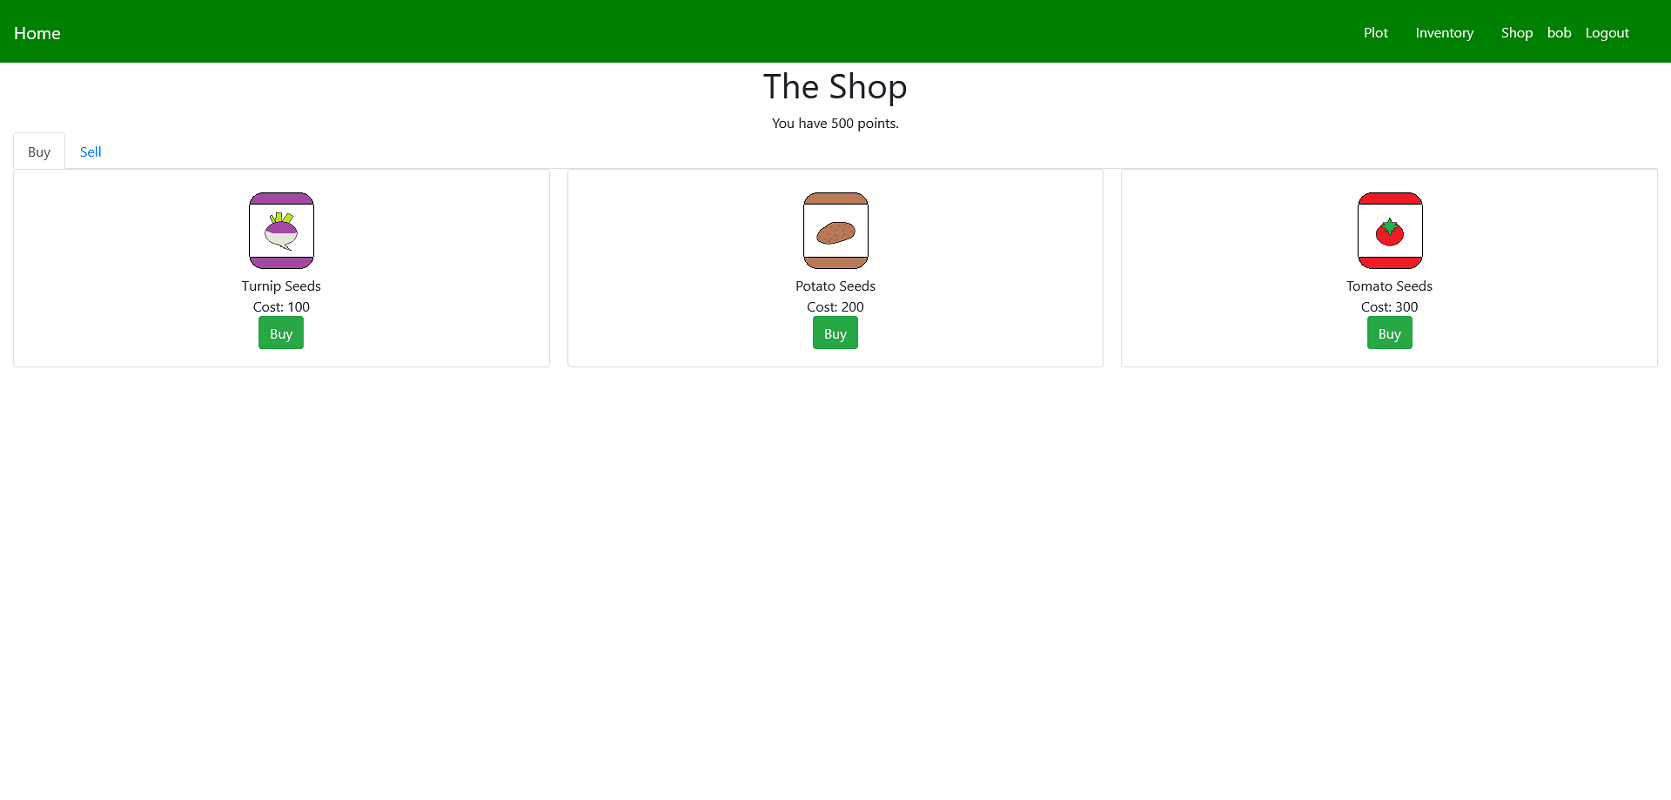 Home Plot Inventory Shop bob Logout
The Shop
You have 500 points.
Buy Sell
Turnip Seeds
Cost: 100
Buy
Potato Seeds
Cost: 200
Buy
Tomato Seeds
Cost: 300
Buy